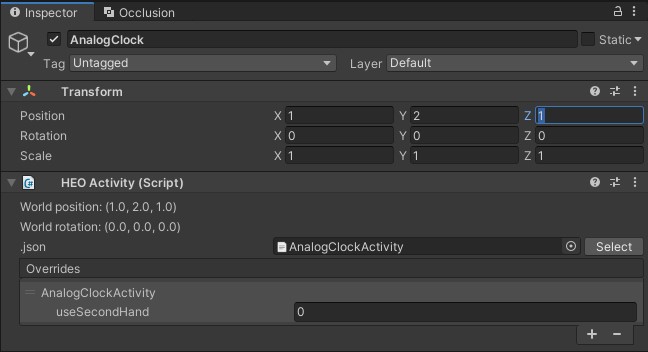 Inspector Occlusion
AnalogClock Static
Tag Untagged Layer Default
Transform
Position X 1 Y 2 Z 1
Rotation X 0 Y 0 Z 0
Scale X 1 Y 1 Z 1
HEO Activity (Script)
World position: (1.0, 2.0, 1.0)
World rotation: (0.0, 0.0, 0.0)
.json AnalogClockActivity Select
Overrides
AnalogClockActivity
useSecondHand 0
+ −